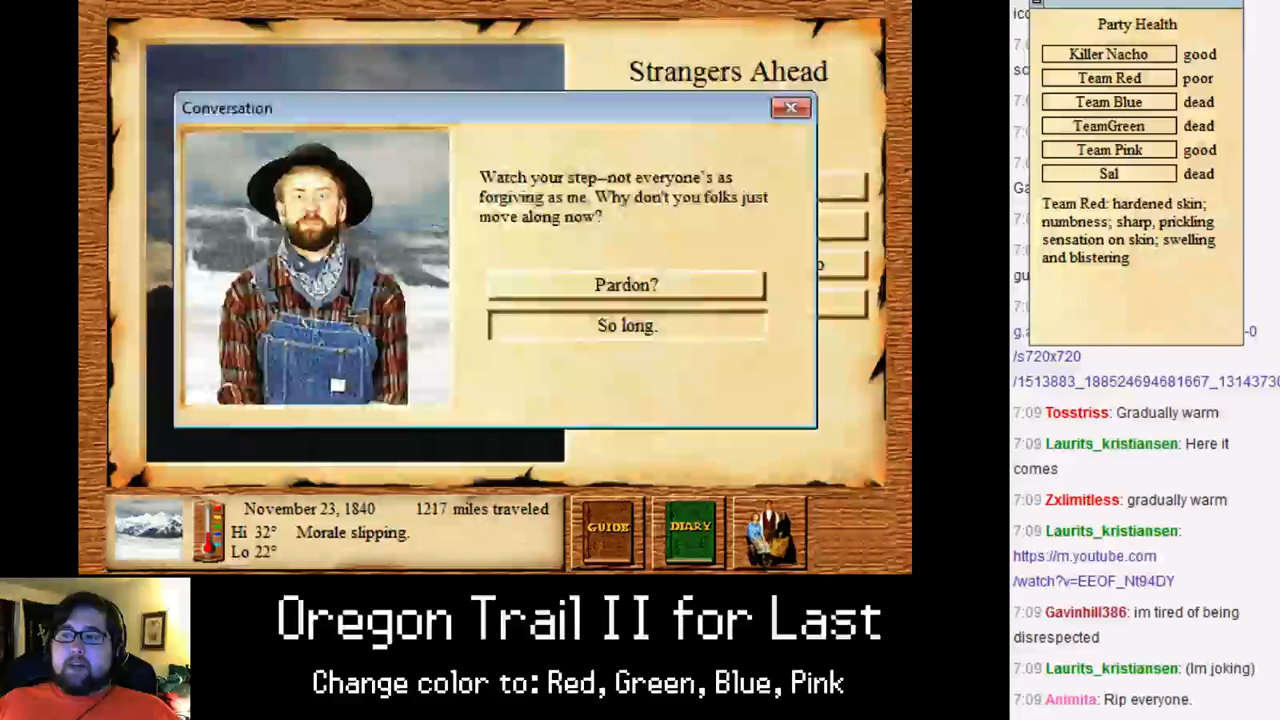 Strangers Ahead
Conversation
Watch your step--not everyone's as
forgiving as me. Why don't you folks just
move along now?
Pardon?
So long.
November 23, 1840
1217 miles traveled
Hi 32°
Morale slipping.
Lo 22°
GUIDE
DIARY
Oregon Trail II for Last
Change color to: Red, Green, Blue, Pink
Party Health
Killer Nacho good
Team Red poor
Team Blue dead
TeamGreen dead
Team Pink good
Sal dead
Team Red: hardened skin;
numbness; sharp, prickling
sensation on skin; swelling
and blistering
-0
/s720x720
/1513883_188524694681667_13143730
7:09 Tosstriss: Gradually warm
7:09 Laurits_kristiansen: Here it
comes
7:09 Zxlimitless: gradually warm
7:09 Laurits_kristiansen:
https://m.youtube.com
/watch?v=EEOF_Nt94DY
7:09 Gavinhill386: im tired of being
disrespected
7:09 Laurits_kristiansen: (Im joking)
7:09 Animita: Rip everyone.